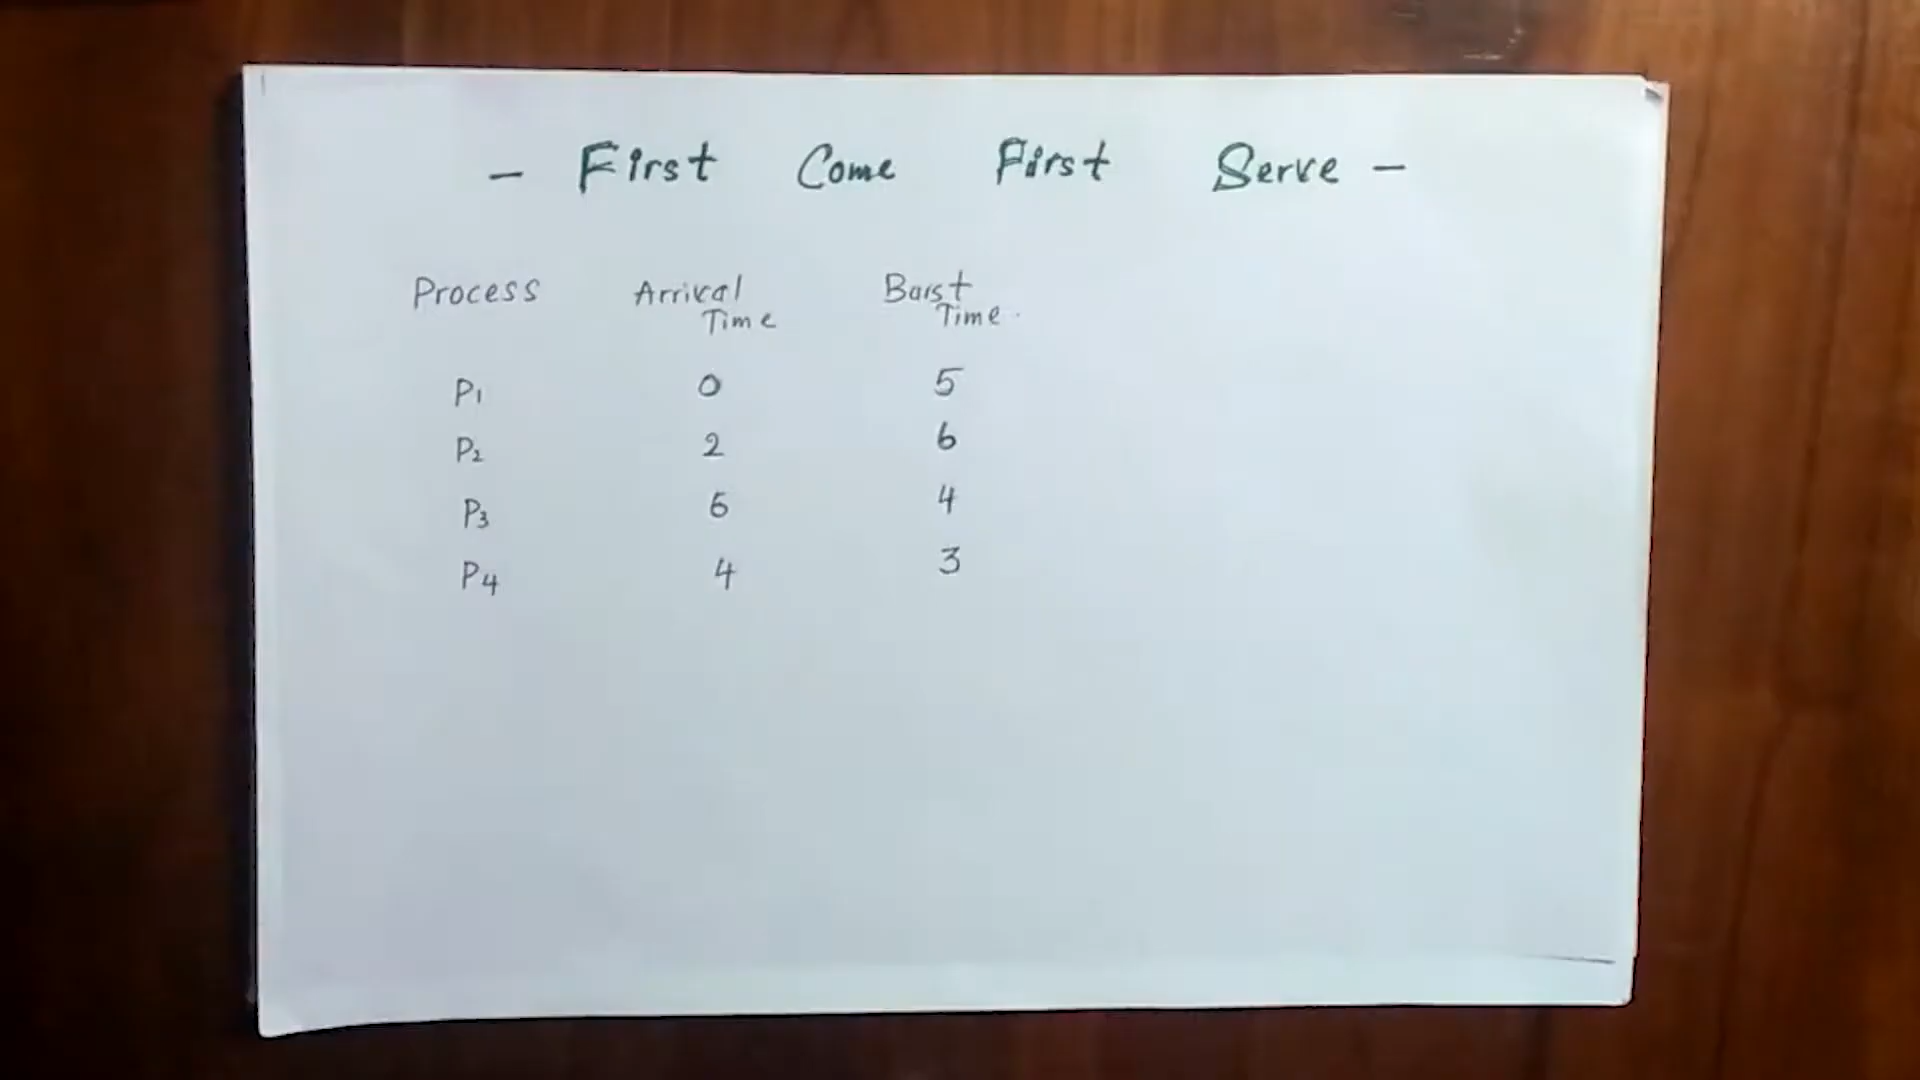 - First Come First Serve -
Process Arrival Time Burst Time.
P1 0 5
P2 2 6
P3 6 4
P4 4 3